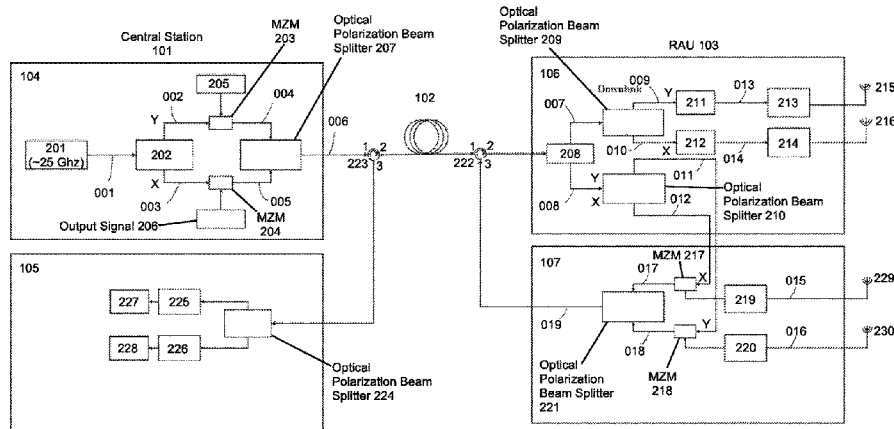 Central Station
101
MZM
203
Optical
Polarization Beam
Splitter 207
Optical
Polarization Beam
Splitter 209
RAU 103
104
205
002
004
Y
201
(~25 Ghz)
202
006
001
X
003
005
Output Signal 206
MZM
204
102
1
2
3
223
1
2
3
222
106
Downlink
009
Y
211
013
213
215
007
216
208
010
X
212
014
214
011
Y
X
008
012
Optical
Polarization Beam
Splitter 210
105
227
225
228
226
Optical
Polarization Beam
Splitter 224
107
MZM 217
017
X
219
015
229
019
Y
018
220
016
230
Optical
Polarization
Beam Splitter
221
MZM
218